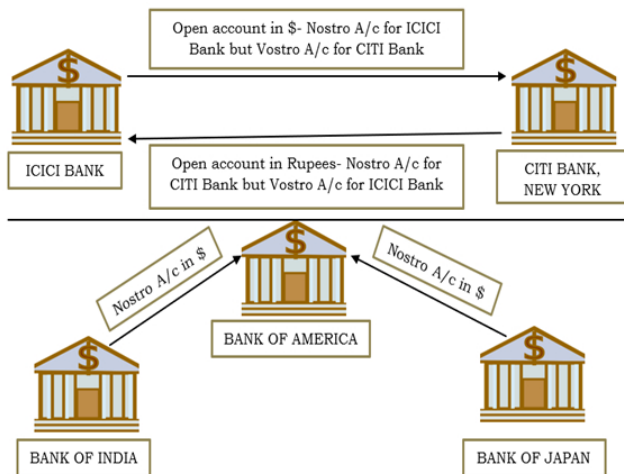 Open account in $- Nostro A/c for ICICI
Bank but Vostro A/c for CITI Bank
$
$
ICICI BANK
Open account in Rupees- Nostro A/c for
CITI Bank but Vostro A/c for ICICI Bank
CITI BANK,
NEW YORK
Nostro A/c in $
$
Nostro A/c in $
BANK OF AMERICA
$
$
BANK OF INDIA
BANK OF JAPAN